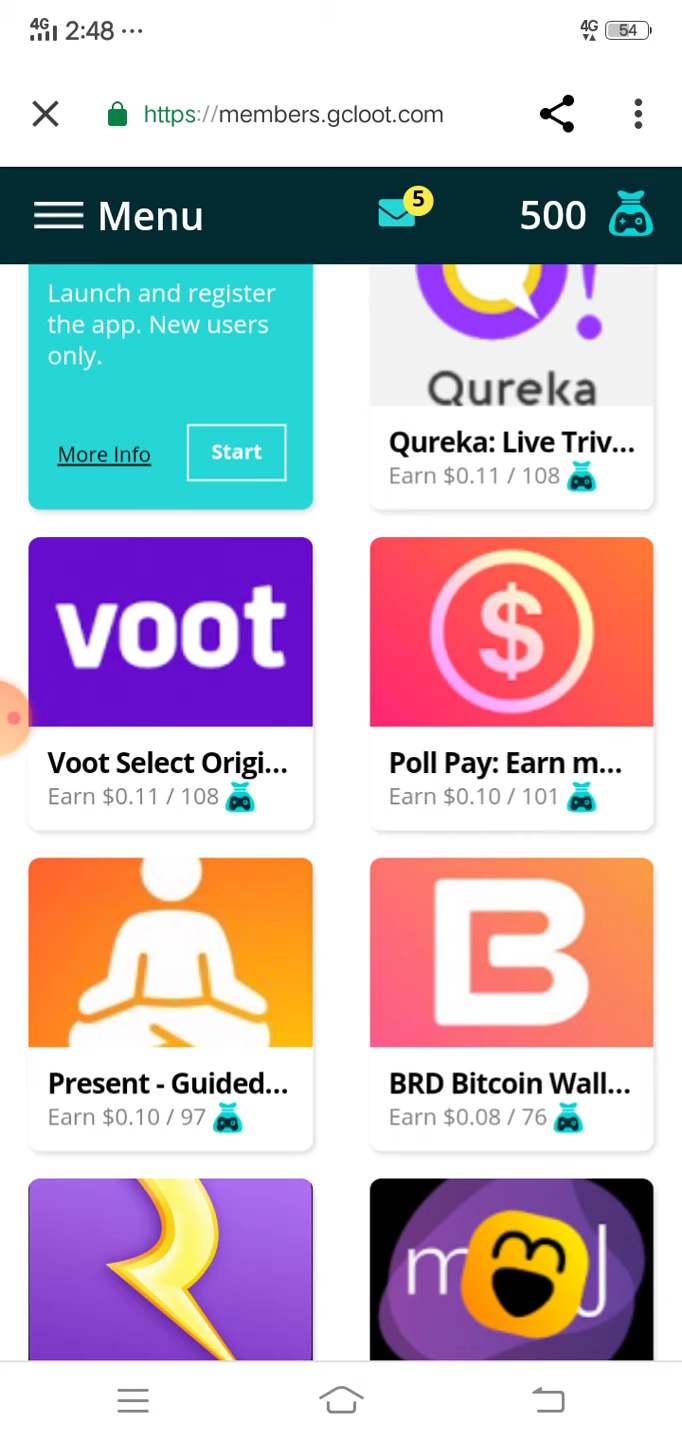 4G 2:48 ··· 4G 54
https://members.gcloot.com
Menu 5 500
Launch and register
the app. New users
only.
More Info Start
Qureka
Qureka: Live Triv...
Earn $0.11 / 108
voot
$
Voot Select Origi...
Earn $0.11 / 108
Poll Pay: Earn m...
Earn $0.10 / 101
B
Present - Guided...
Earn $0.10 / 97
BRD Bitcoin Wall...
Earn $0.08 / 76
moj